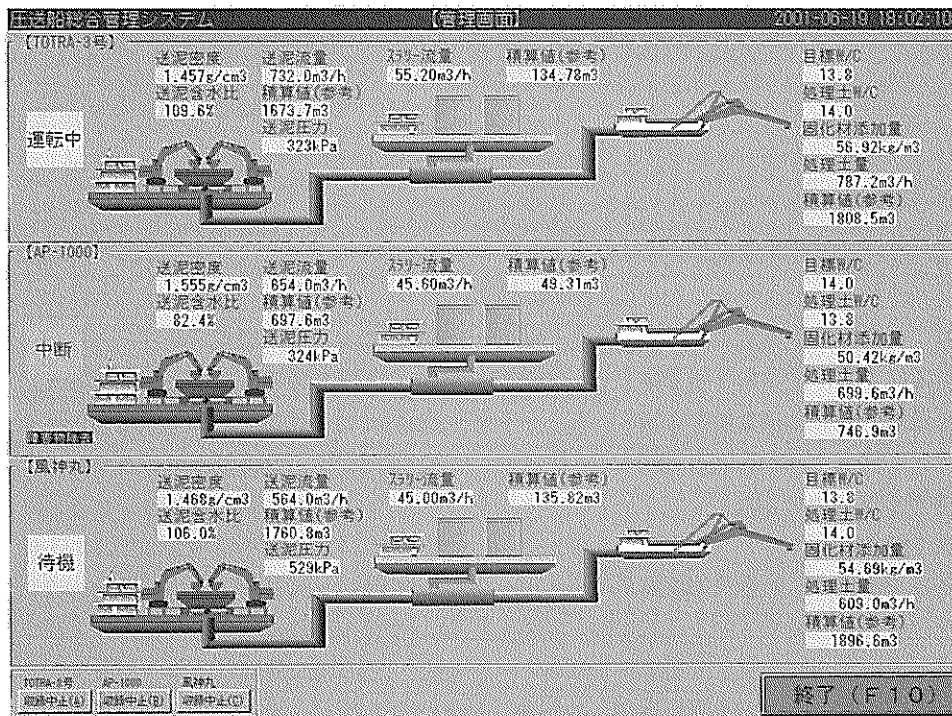 圧送船総合管理システム 【管理画面】 2001-06-19 18:02:10
【TOTRA-3号】
送泥密度 送泥流量 スラリー流量 積算値(参考) 目標W/C
1.457g/cm3 732.0m3/h 55.20m3/h 134.78m3 13.8
送泥含水比 積算値(参考) 処理土W/C
109.6% 1673.7m3 14.0
送泥圧力 固化材添加量
運転中 323kPa 56.92kg/m3
処理土量
787.2m3/h
積算値(参考)
1808.5m3
【AP-1000】
送泥密度 送泥流量 スラリー流量 積算値(参考) 目標W/C
1.555g/cm3 654.0m3/h 45.60m3/h 49.31m3 14.0
送泥含水比 積算値(参考) 処理土W/C
82.4% 697.6m3 13.8
送泥圧力 固化材添加量
中断 324kPa 50.42kg/m3
処理土量
699.6m3/h
積算値(参考)
746.9m3
【風神丸】
送泥密度 送泥流量 スラリー流量 積算値(参考) 目標W/C
1.468g/cm3 564.0m3/h 45.00m3/h 135.82m3 13.8
送泥含水比 積算値(参考) 処理土W/C
106.0% 1760.8m3 14.0
送泥圧力 固化材添加量
待機 529kPa 54.69kg/m3
処理土量
609.0m3/h
積算値(参考)
1896.6m3
TOTRA-3号 AP-1000 風神丸
収録中止(A) 収録中止(B) 収録中止(C) 終了(F10)